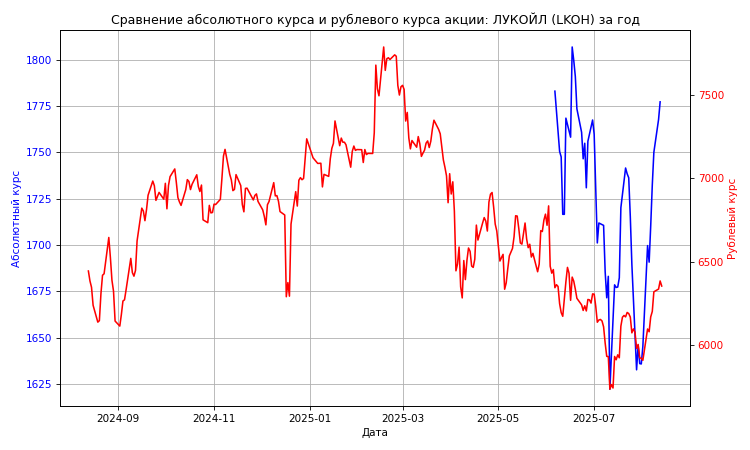 Сравнение абсолютного курса и рублевого курса акции: ЛУКОЙЛ (LKOH) за год
1800
1775
1750
1725
1700
1675
1650
1625
Абсолютный курс
7500
7000
6500
6000
Рублевый курс
2024-09 2024-11 2025-01 2025-03 2025-05 2025-07
Дата